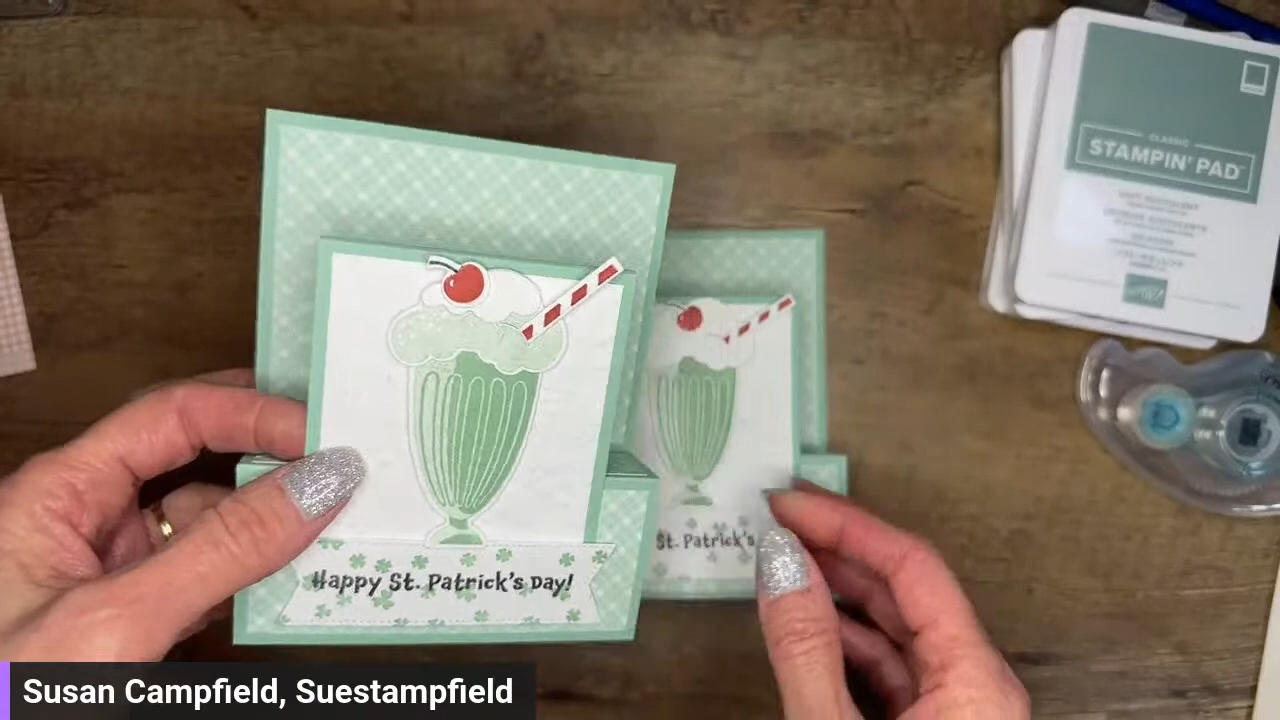 CLASSIC
STAMPIN' PAD
St. Patrick's
Happy St. Patrick's Day!
Susan Campfield, Suestampfield